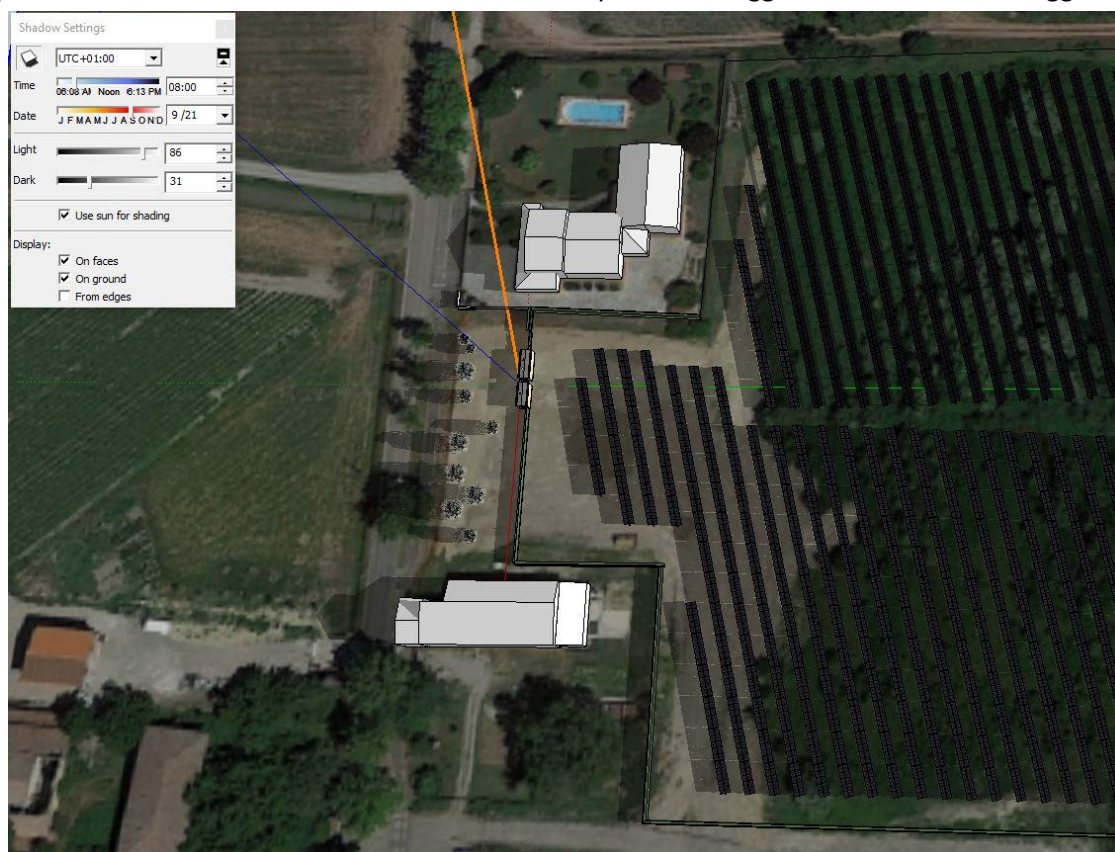 Shadow Settings
UTC+01:00
Time
06:08 AM Noon 6:13 PM
08:00
Date
J F M A M J J A S O N D
9 /21
Light
86
Dark
31
Use sun for shading
Display:
On faces
On ground
From edges